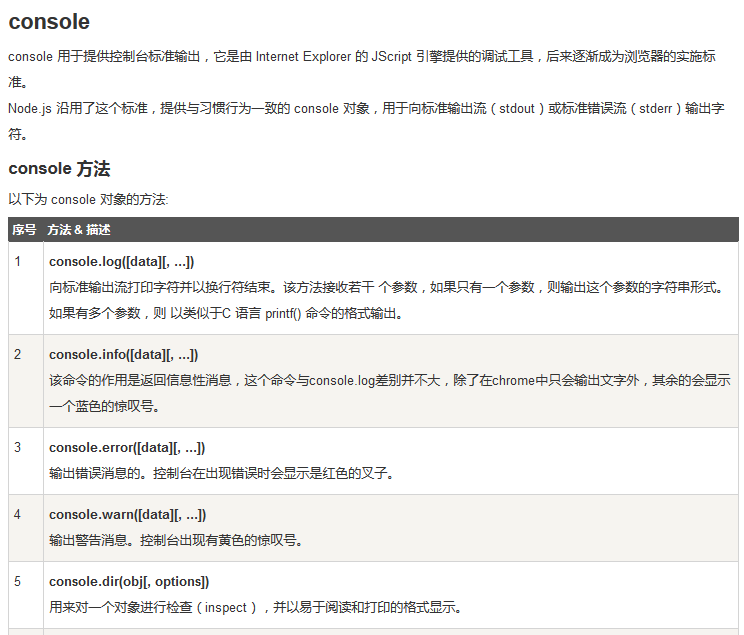 console
console 用于提供控制台标准输出，它是由 Internet Explorer 的 JScript 引擎提供的调试工具，后来逐渐成为浏览器的实施标
准。
Node.js 沿用了这个标准，提供与习惯行为一致的 console 对象，用于向标准输出流（stdout）或标准错误流（stderr）输出字
符。
console 方法
以下为 console 对象的方法:
序号 方法 & 描述
1 console.log([data][, ...])
向标准输出流打印字符并以换行符结束。该方法接收若干 个参数，如果只有一个参数，则输出这个参数的字符串形式。
如果有多个参数，则 以类似于C 语言 printf() 命令的格式输出。
2 console.info([data][, ...])
该命令的作用是返回信息性消息，这个命令与console.log差别并不大，除了在chrome中只会输出文字外，其余的会显示
一个蓝色的惊叹号。
3 console.error([data][, ...])
输出错误消息的。控制台在出现错误时会显示是红色的叉子。
4 console.warn([data][, ...])
输出警告消息。控制台出现有黄色的惊叹号。
5 console.dir(obj[, options])
用来对一个对象进行检查（inspect），并以易于阅读和打印的格式显示。